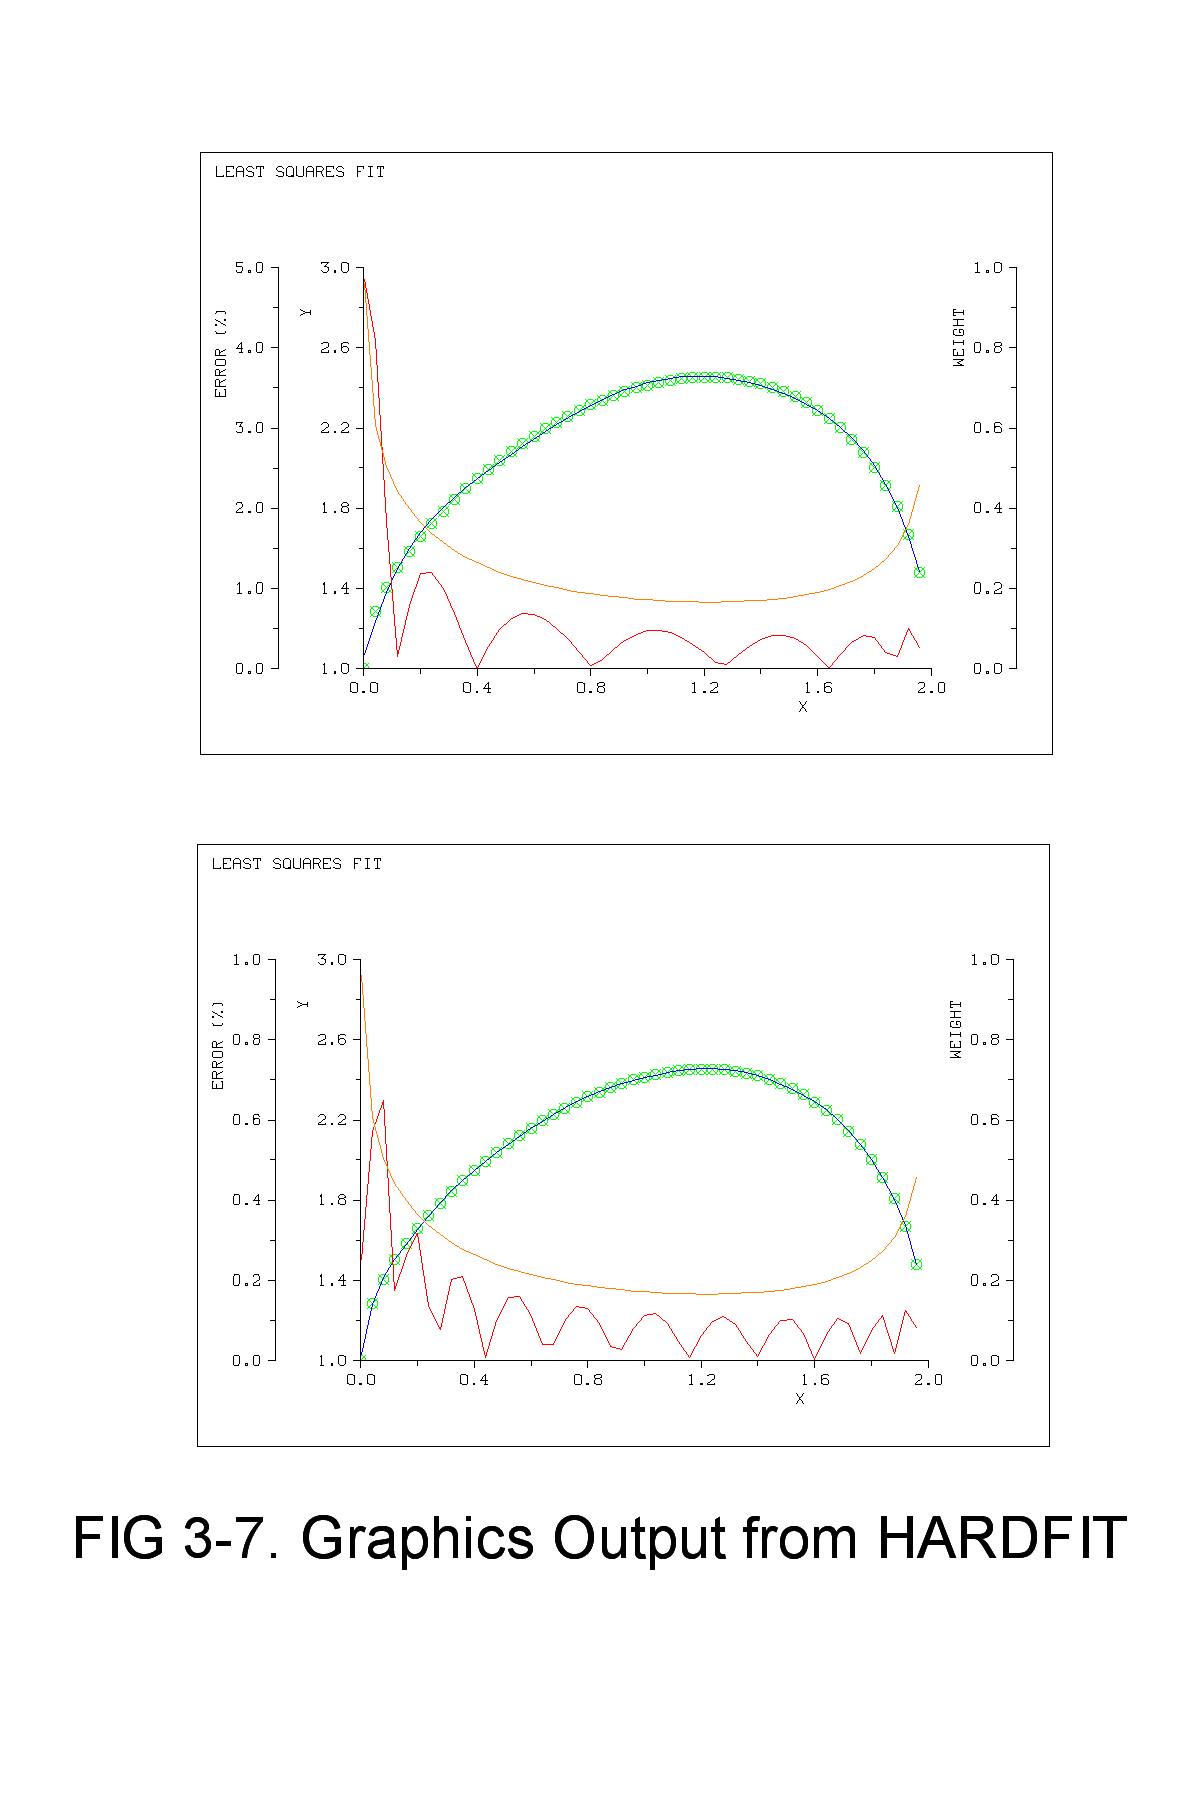 LEAST SQUARES FIT
5.0 3.0 1.0
ERROR (%) Y WEIGHT
4.0 2.6 0.8
3.0 2.2 0.6
2.0 1.8 0.4
1.0 1.4 0.2
0.0 1.0 0.0
0.0 0.4 0.8 1.2 1.6 2.0
X
LEAST SQUARES FIT
1.0 3.0 1.0
ERROR (%) Y WEIGHT
0.8 2.6 0.8
0.6 2.2 0.6
0.4 1.8 0.4
0.2 1.4 0.2
0.0 1.0 0.0
0.0 0.4 0.8 1.2 1.6 2.0
X
FIG 3-7. Graphics Output from HARDFIT